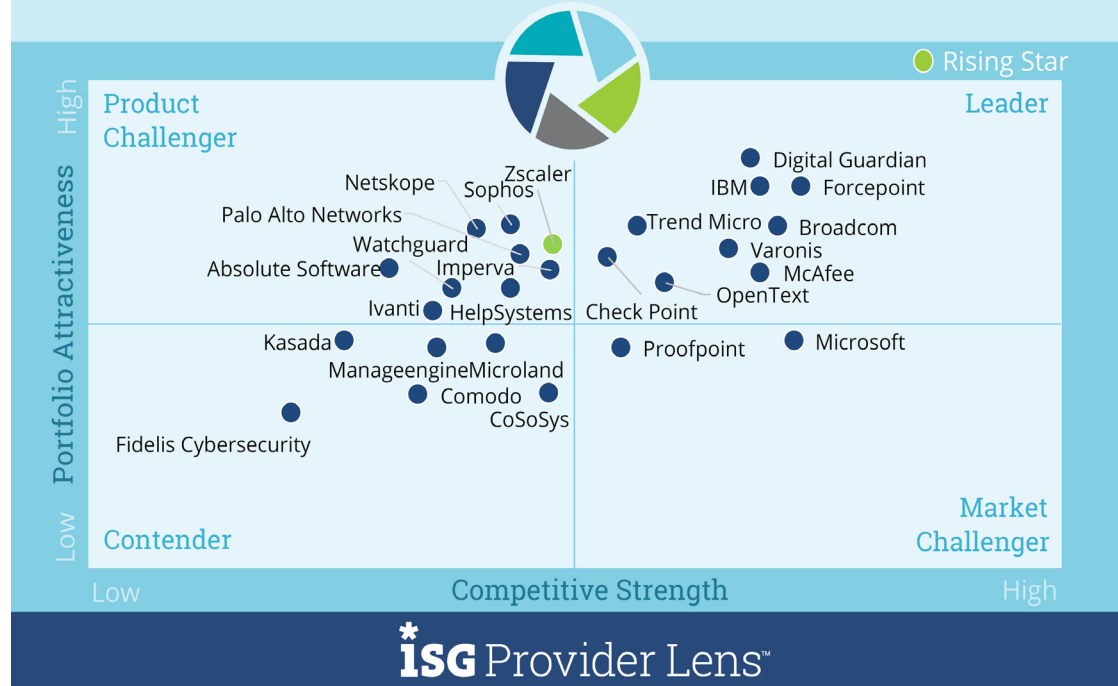 Rising Star
High
Product
Challenger
Leader
Digital Guardian
Zscaler
Netskope
Sophos
IBM
Forcepoint
Palo Alto Networks
Trend Micro
Broadcom
Watchguard
Varonis
Absolute Software
Imperva
McAfee
OpenText
Ivanti
HelpSystems
Check Point
Portfolio Attractiveness
Kasada
Proofpoint
Microsoft
Manageengine
Microland
Comodo
CoSoSys
Fidelis Cybersecurity
Low
Contender
Market
Challenger
Low
Competitive Strength
High
*isg Provider Lens™